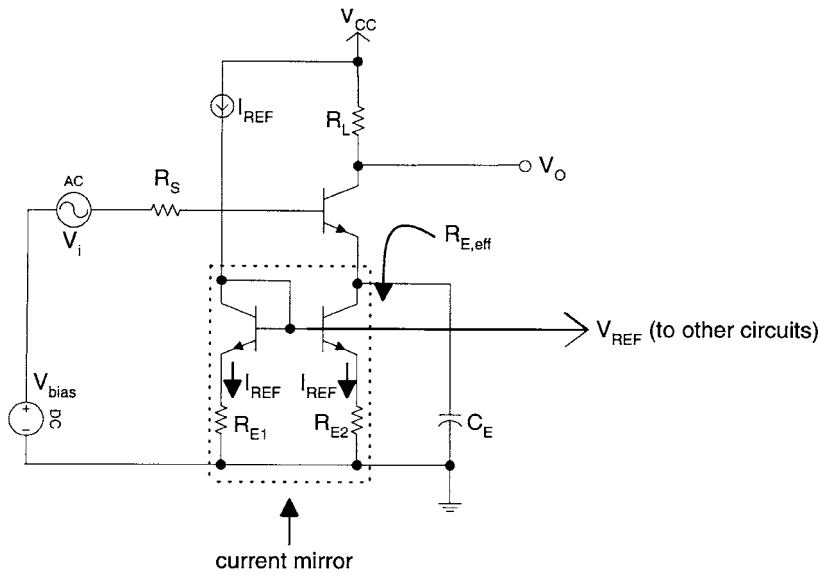 V_CC
I_REF
R_L
V_O
AC
R_S
V_i
R_E,eff
V_REF (to other circuits)
V_bias
I_REF
I_REF
DC
R_E1
R_E2
C_E
current mirror